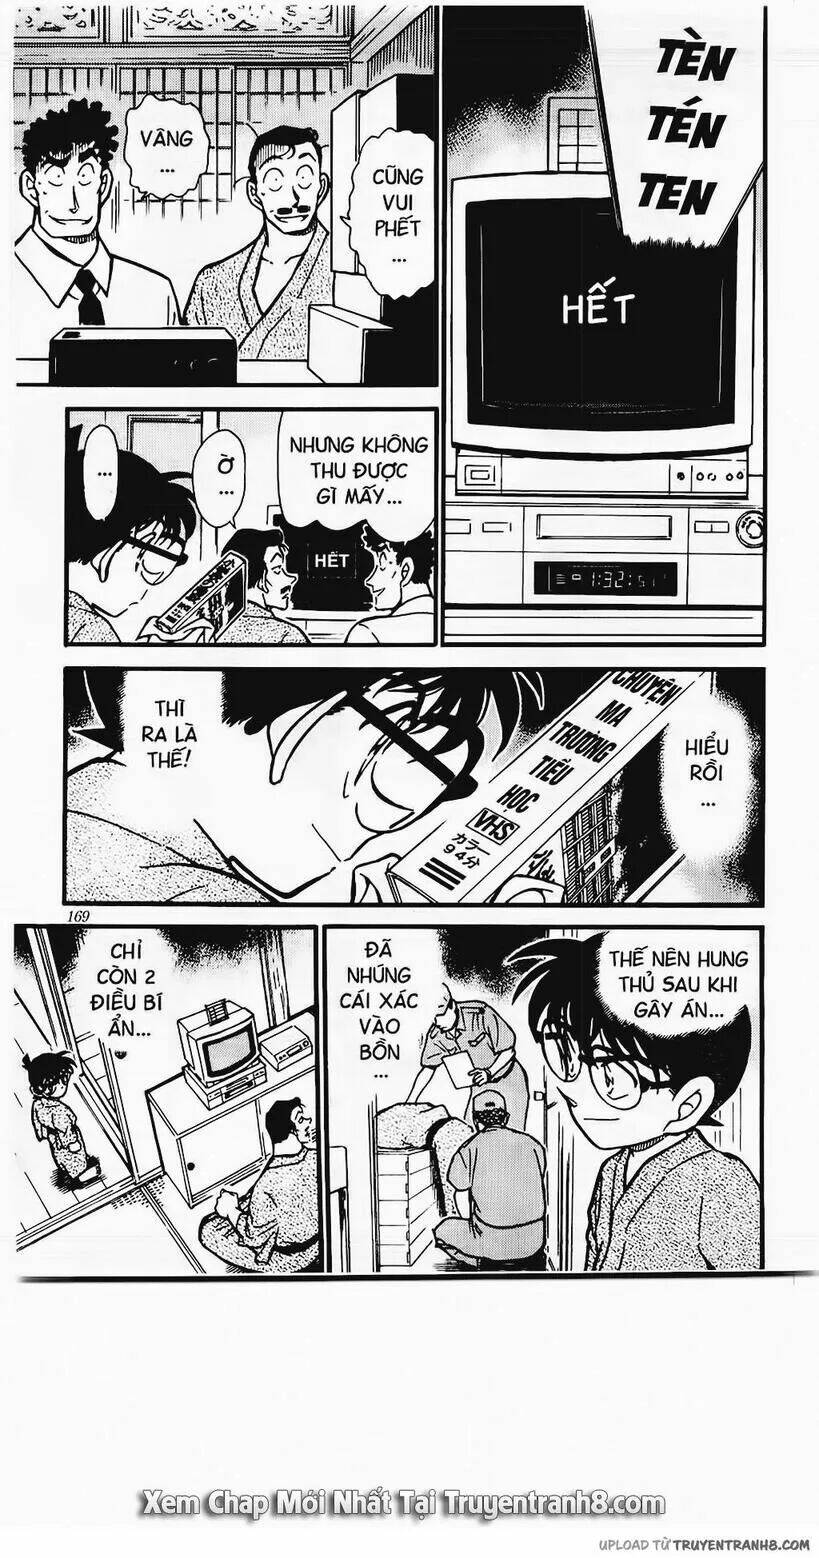 TÈN
TÉN
TEN
HẾT
1:32:51
CŨNG
VUI
PHẾT
...
VÂNG
...
NHƯNG KHÔNG
THU ĐƯỢC
GÌ MẤY...
HẾT
Ờ
...
...
HIỂU
RỒI
...
CHUYỆN
MA
TRƯỜNG
TIỂU
HỌC
VHS
カラー
94分
THÌ
RA LÀ
THẾ!
169
THẾ NÊN HUNG
THỦ SAU KHI
GÂY ÁN...
ĐÃ
NHÚNG
CÁI XÁC
VÀO
BỒN
...
CHỈ
CÒN 2
ĐIỀU BÍ
ẨN...
Xem Chap Mới Nhất Tại Truyentranh8.com
UPLOAD TỪ TRUYENTRANH8.COM